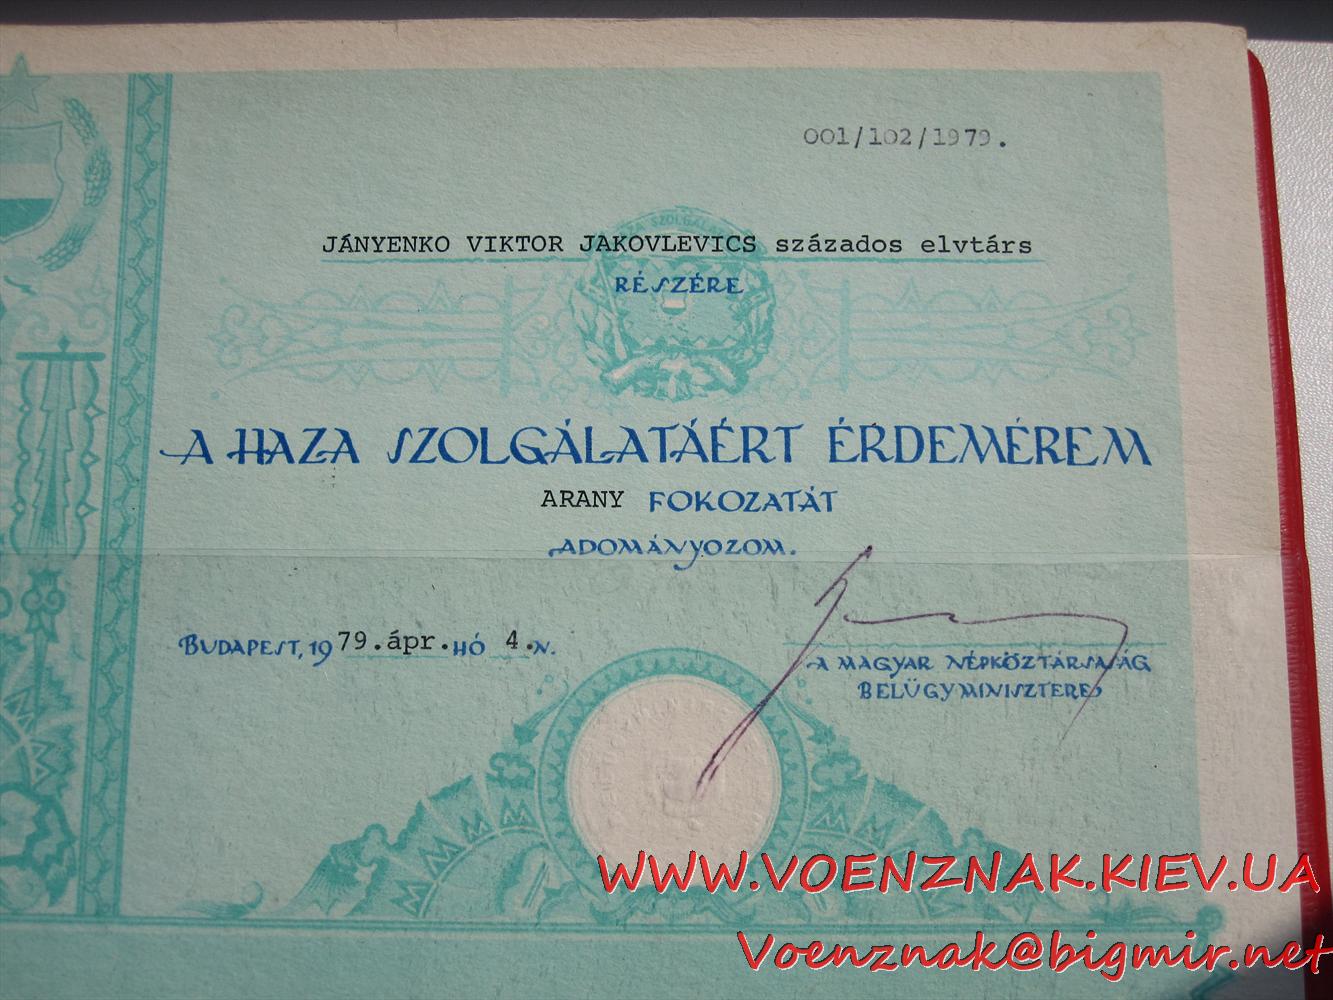 001/102/1979.
JÁNYENKO VIKTOR JAKOVLEVICS százados elvtárs
RÉSZÉRE
A HAZA SZOLGÁLATÁÉRT ÉRDEMÉREM
ARANY FOKOZATÁT
ADOMÁNYOZOM.
BUDAPEST, 1979.ápr. HÓ 4.N.
A MAGYAR NÉPKÖZTÁRSASÁG
BELÜGYMINISZTERE
WWW.VOENZNAK.KIEV.UA
Voenznak@bigmir.net